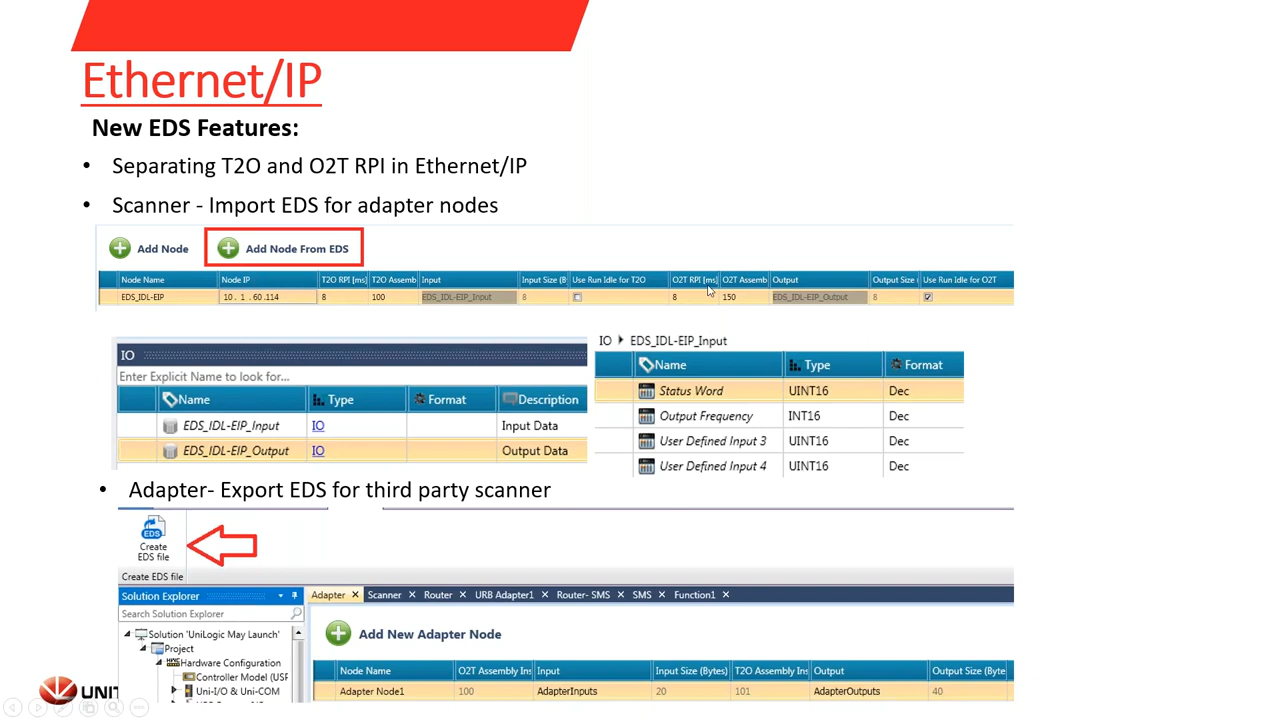 Ethernet/IP
New EDS Features:
• Separating T2O and O2T RPI in Ethernet/IP
• Scanner - Import EDS for adapter nodes
Add Node Add Node From EDS
Node Name Node IP T2O RPI [ms] T2O Assemb Input Input Size (B Use Run Idle for T2O O2T RPI [ms] O2T Assemb Output Output Size ( Use Run Idle for O2T
EDS_IDL-EIP 10 . 1 . 60 .114 8 100 EDS_IDL-EIP_Input 8 8 150 EDS_IDL-EIP_Output 8
IO
Enter Explicit Name to look for...
Name Type Format Description
EDS_IDL-EIP_Input IO Input Data
EDS_IDL-EIP_Output IO Output Data
IO EDS_IDL-EIP_Input
Name Type Format
Status Word UINT16 Dec
Output Frequency INT16 Dec
User Defined Input 3 UINT16 Dec
User Defined Input 4 UINT16 Dec
• Adapter- Export EDS for third party scanner
EDS
Create
EDS file
Create EDS file
Solution Explorer
Search Solution Explorer
Solution 'UniLogic May Launch'
Project
Hardware Configuration
Controller Model (USP
Uni-I/O & Uni-COM
Adapter Scanner Router URB Adapter1 Router- SMS SMS Function1
Add New Adapter Node
Node Name O2T Assembly Ins Input Input Size (Bytes) T2O Assembly Ins Output Output Size (Byte
Adapter Node1 100 AdapterInputs 20 101 AdapterOutputs 40
UNIT